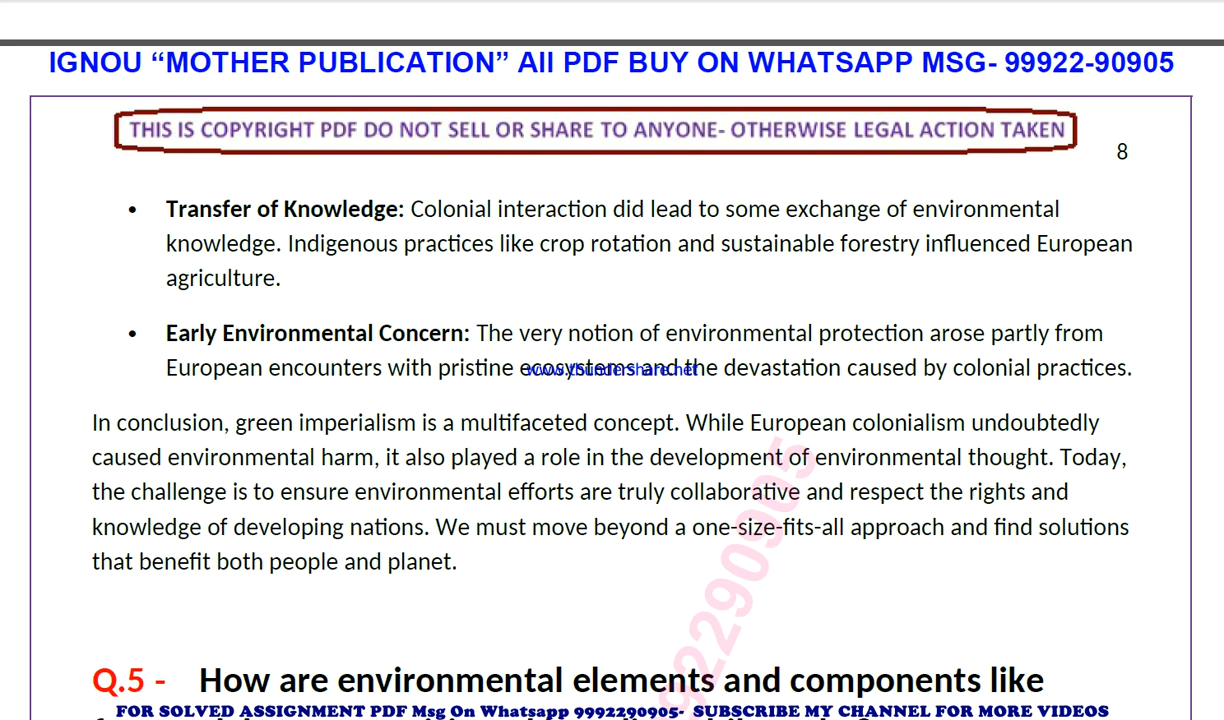 IGNOU “MOTHER PUBLICATION” All PDF BUY ON WHATSAPP MSG- 99922-90905
THIS IS COPYRIGHT PDF DO NOT SELL OR SHARE TO ANYONE- OTHERWISE LEGAL ACTION TAKEN
8
• Transfer of Knowledge: Colonial interaction did lead to some exchange of environmental
knowledge. Indigenous practices like crop rotation and sustainable forestry influenced European
agriculture.
• Early Environmental Concern: The very notion of environmental protection arose partly from
European encounters with pristine ecosystems and the devastation caused by colonial practices.
www.thundershare.net
In conclusion, green imperialism is a multifaceted concept. While European colonialism undoubtedly
caused environmental harm, it also played a role in the development of environmental thought. Today,
the challenge is to ensure environmental efforts are truly collaborative and respect the rights and
knowledge of developing nations. We must move beyond a one-size-fits-all approach and find solutions
that benefit both people and planet.
92290905
Q.5 - How are environmental elements and components like
FOR SOLVED ASSIGNMENT PDF Msg On Whatsapp 9992290905- SUBSCRIBE MY CHANNEL FOR MORE VIDEOS